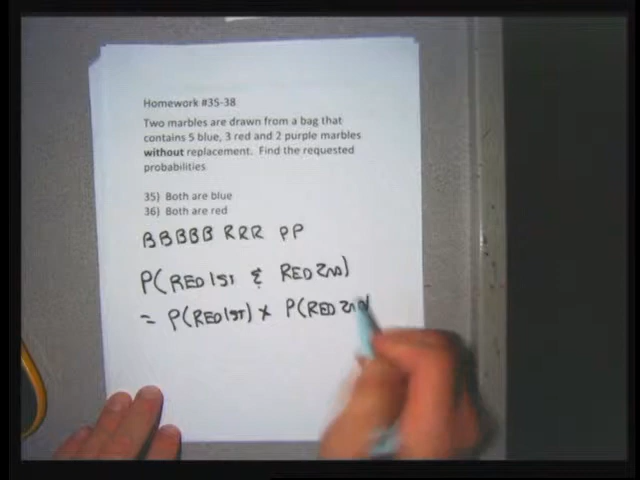 Homework #35-38
Two marbles are drawn from a bag that
contains 5 blue, 3 red and 2 purple marbles
without replacement. Find the requested
probabilities
35) Both are blue
36) Both are red
BBBBB RRR PP
P(RED 1ST & RED 2ND)
= P(RED 1ST) x P(RED 2ND